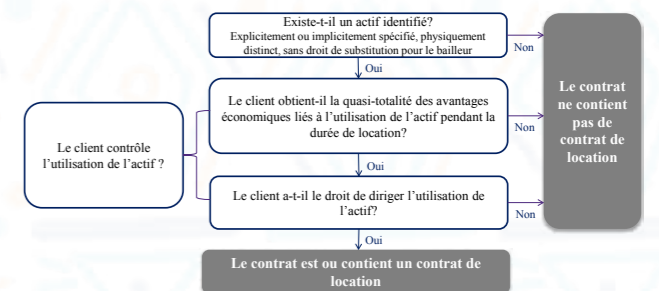 Existe-t-il un actif identifié?
Explicitement ou implicitement spécifié, physiquement
distinct, sans droit de substitution pour le bailleur
Non
Oui
Le client obtient-il la quasi-totalité des avantages
économiques liés à l'utilisation de l'actif pendant la
durée de location?
Non
Oui
Le client contrôle
l'utilisation de l'actif ?
Le client a-t-il le droit de diriger l'utilisation de
l'actif?
Non
Oui
Le contrat
ne contient
pas de
contrat de
location
Le contrat est ou contient un contrat de
location